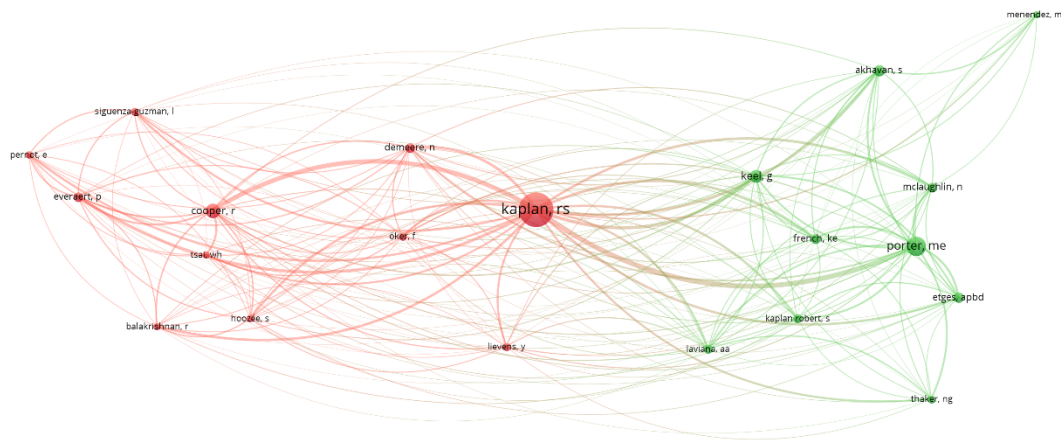 menendez, m
akhavan, s
siguenza guzman, l
demeere, n
perrot, e
keel, g
mclaughlin, n
everaert, p
cooper, r
kaplan, rs
oker, f
french, ke
porter, me
tsai, wh
etges, apbd
hoozee, s
kaplan robert, s
balakrishnan, r
lievens, y
laviana, aa
thaker, ng